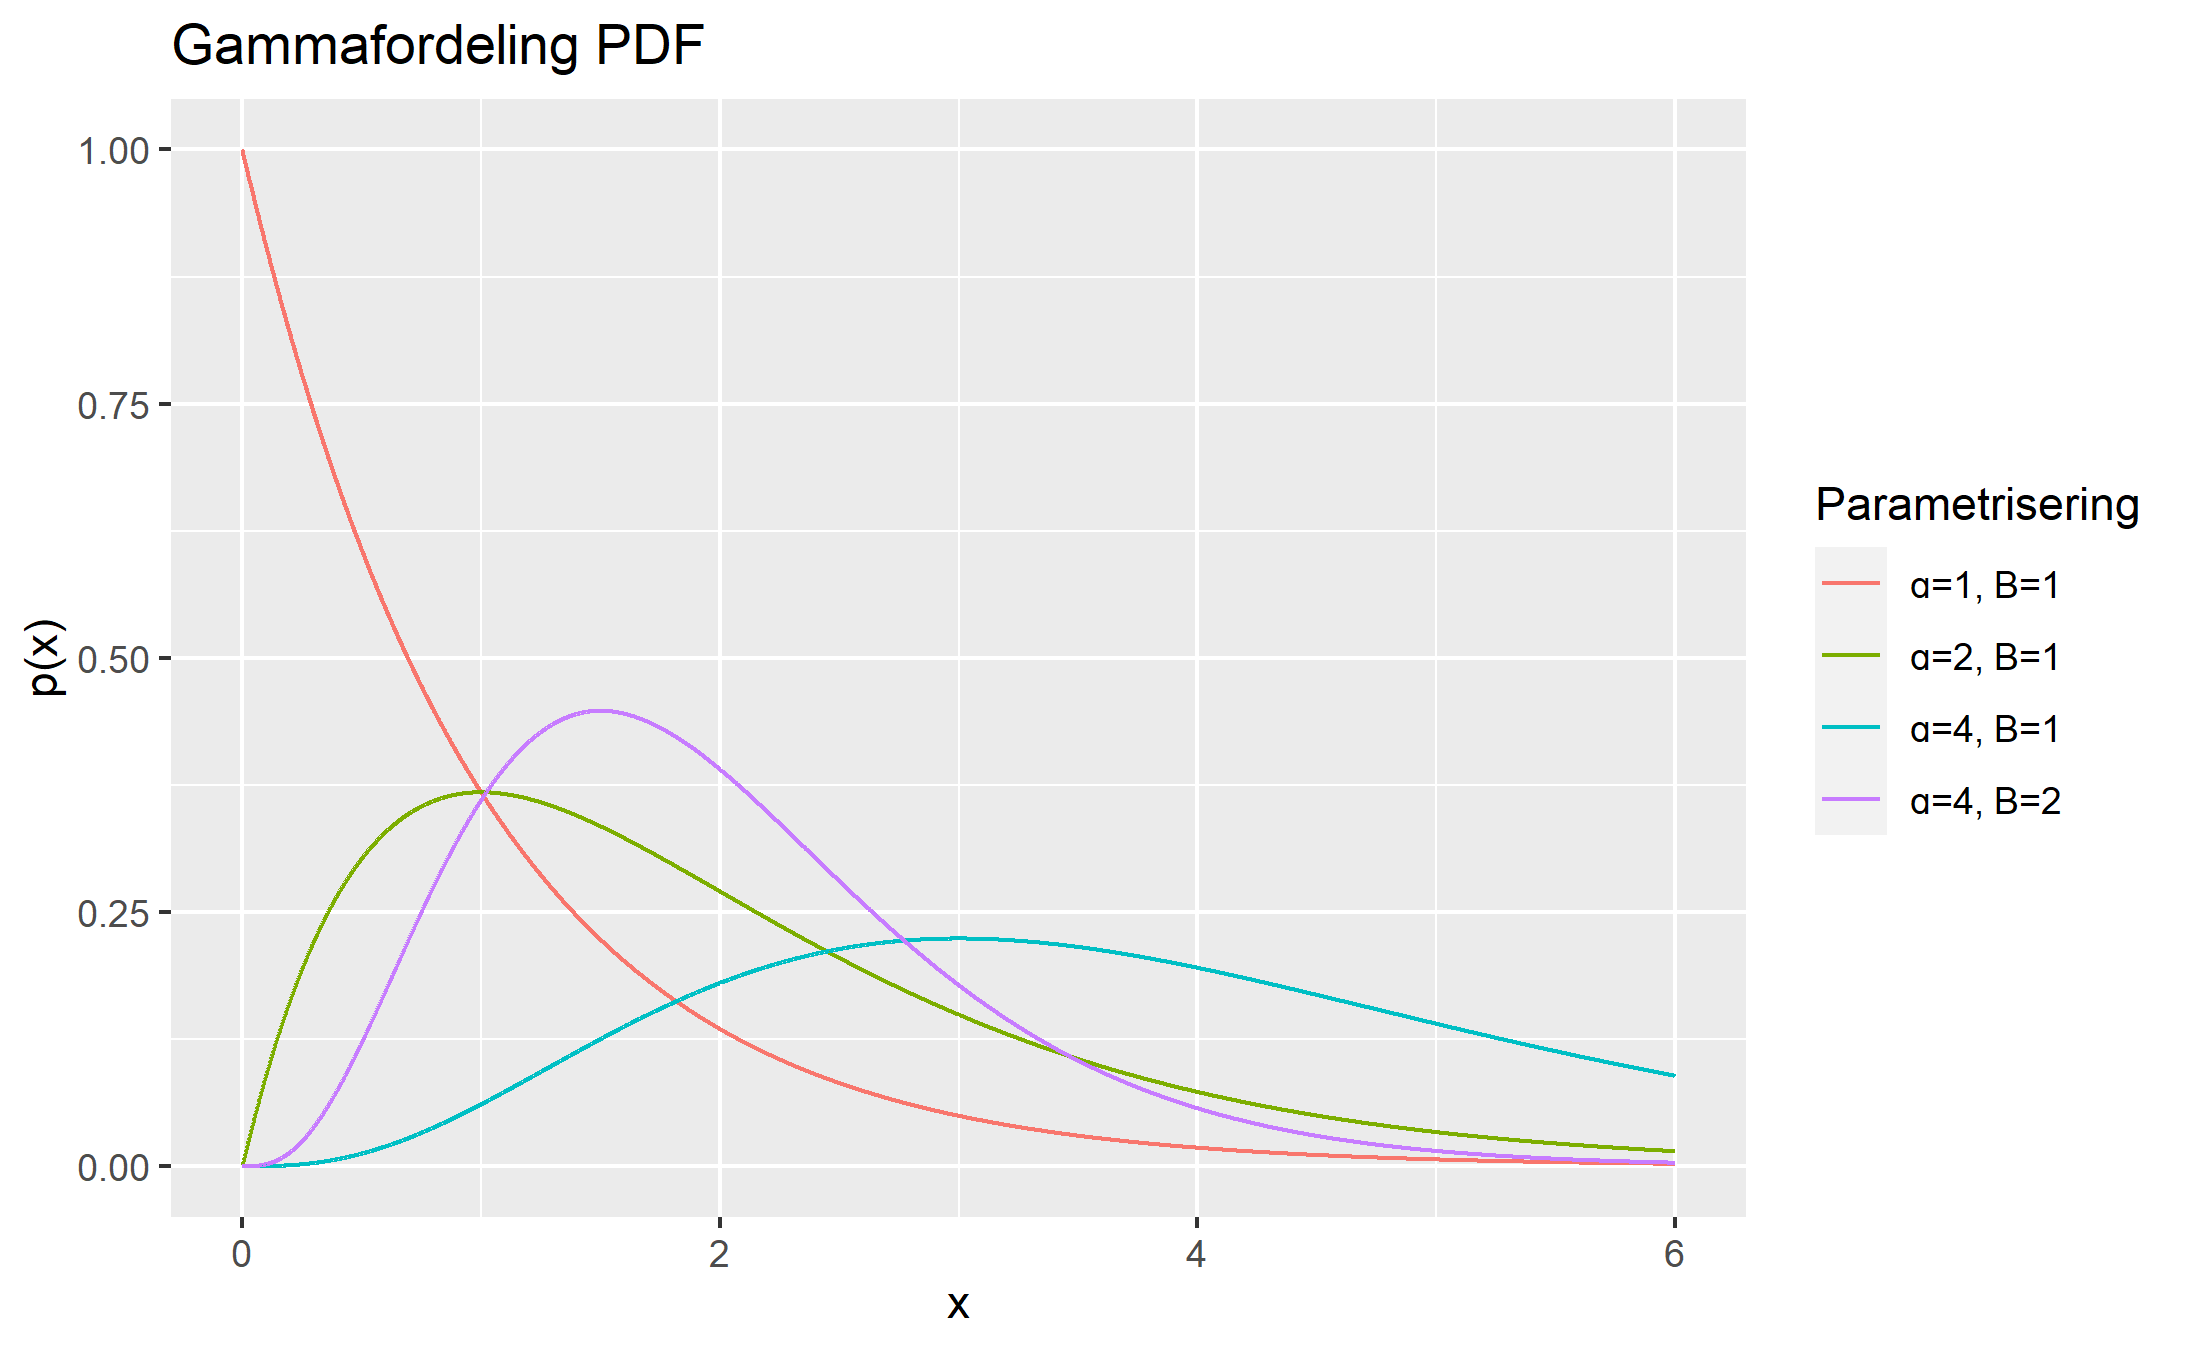 Gammafordeling PDF
1.00
0.75
0.50
0.25
0.00
p(x)
0
2
4
6
x
Parametrisering
α=1, B=1
α=2, B=1
α=4, B=1
α=4, B=2